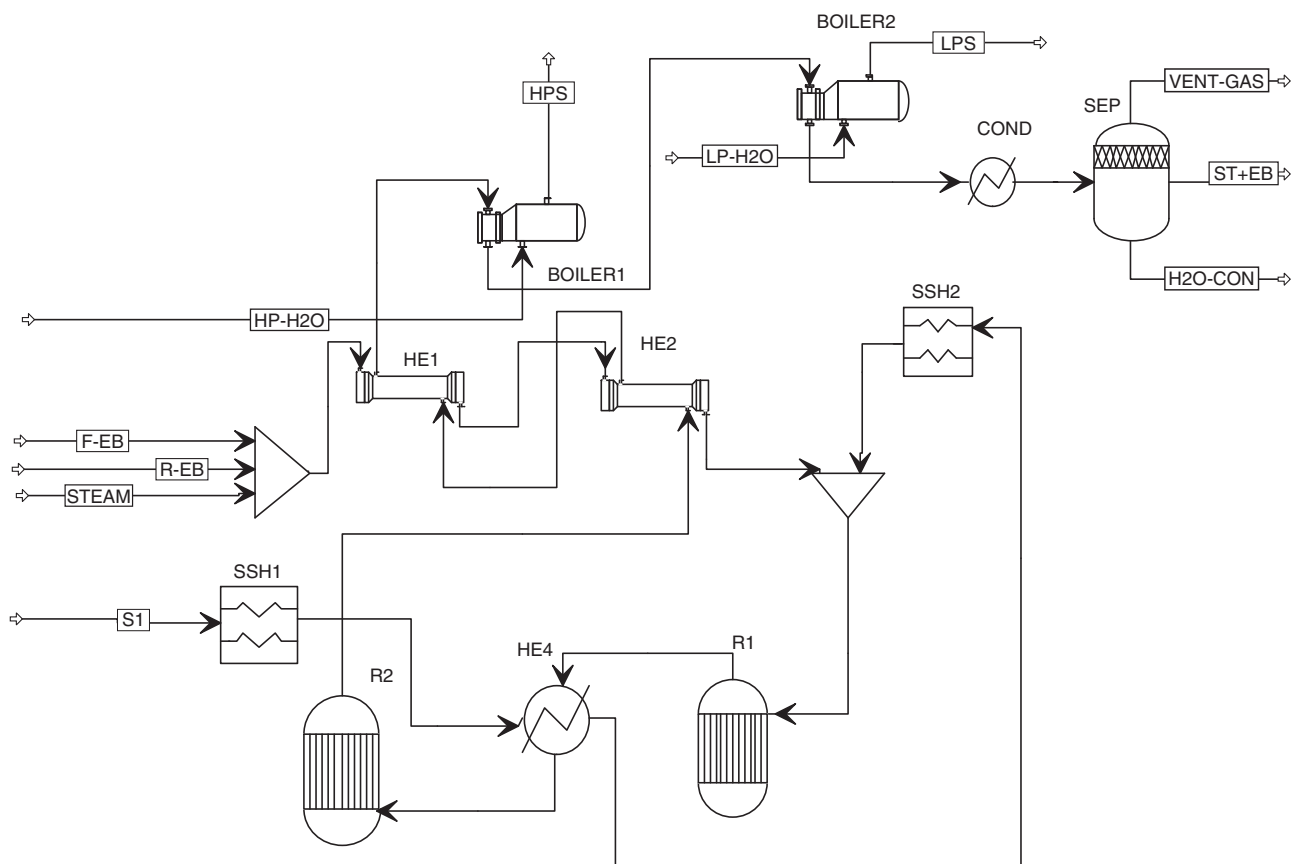 BOILER2
LPS
HPS
VENT-GAS
SEP
COND
LP-H2O
ST+EB
BOILER1
H2O-CON
SSH2
HP-H2O
HE1
HE2
F-EB
R-EB
STEAM
SSH1
S1
HE4
R1
R2